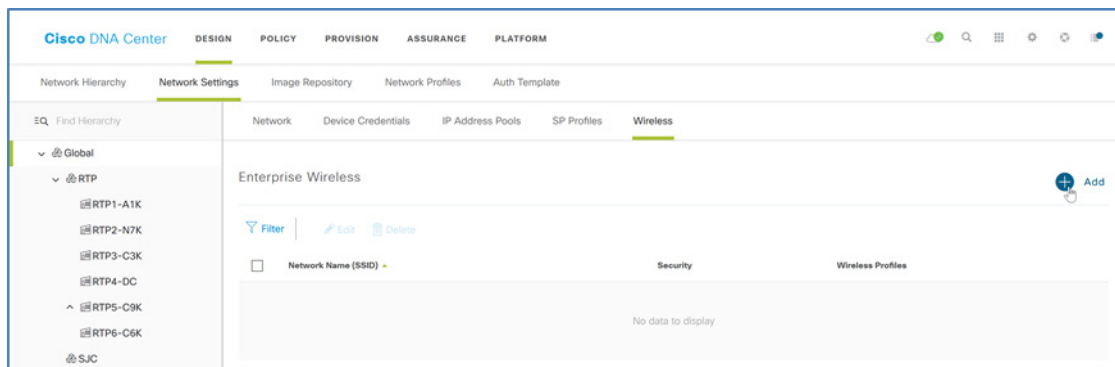 Cisco DNA Center DESIGN POLICY PROVISION ASSURANCE PLATFORM
Network Hierarchy Network Settings Image Repository Network Profiles Auth Template
Find Hierarchy Network Device Credentials IP Address Pools SP Profiles Wireless
Global
RTP
RTP1-A1K
RTP2-N7K
RTP3-C3K
RTP4-DC
RTP5-C9K
RTP6-C6K
SJC
Enterprise Wireless Add
Filter Edit Delete
Network Name (SSID) Security Wireless Profiles
No data to display